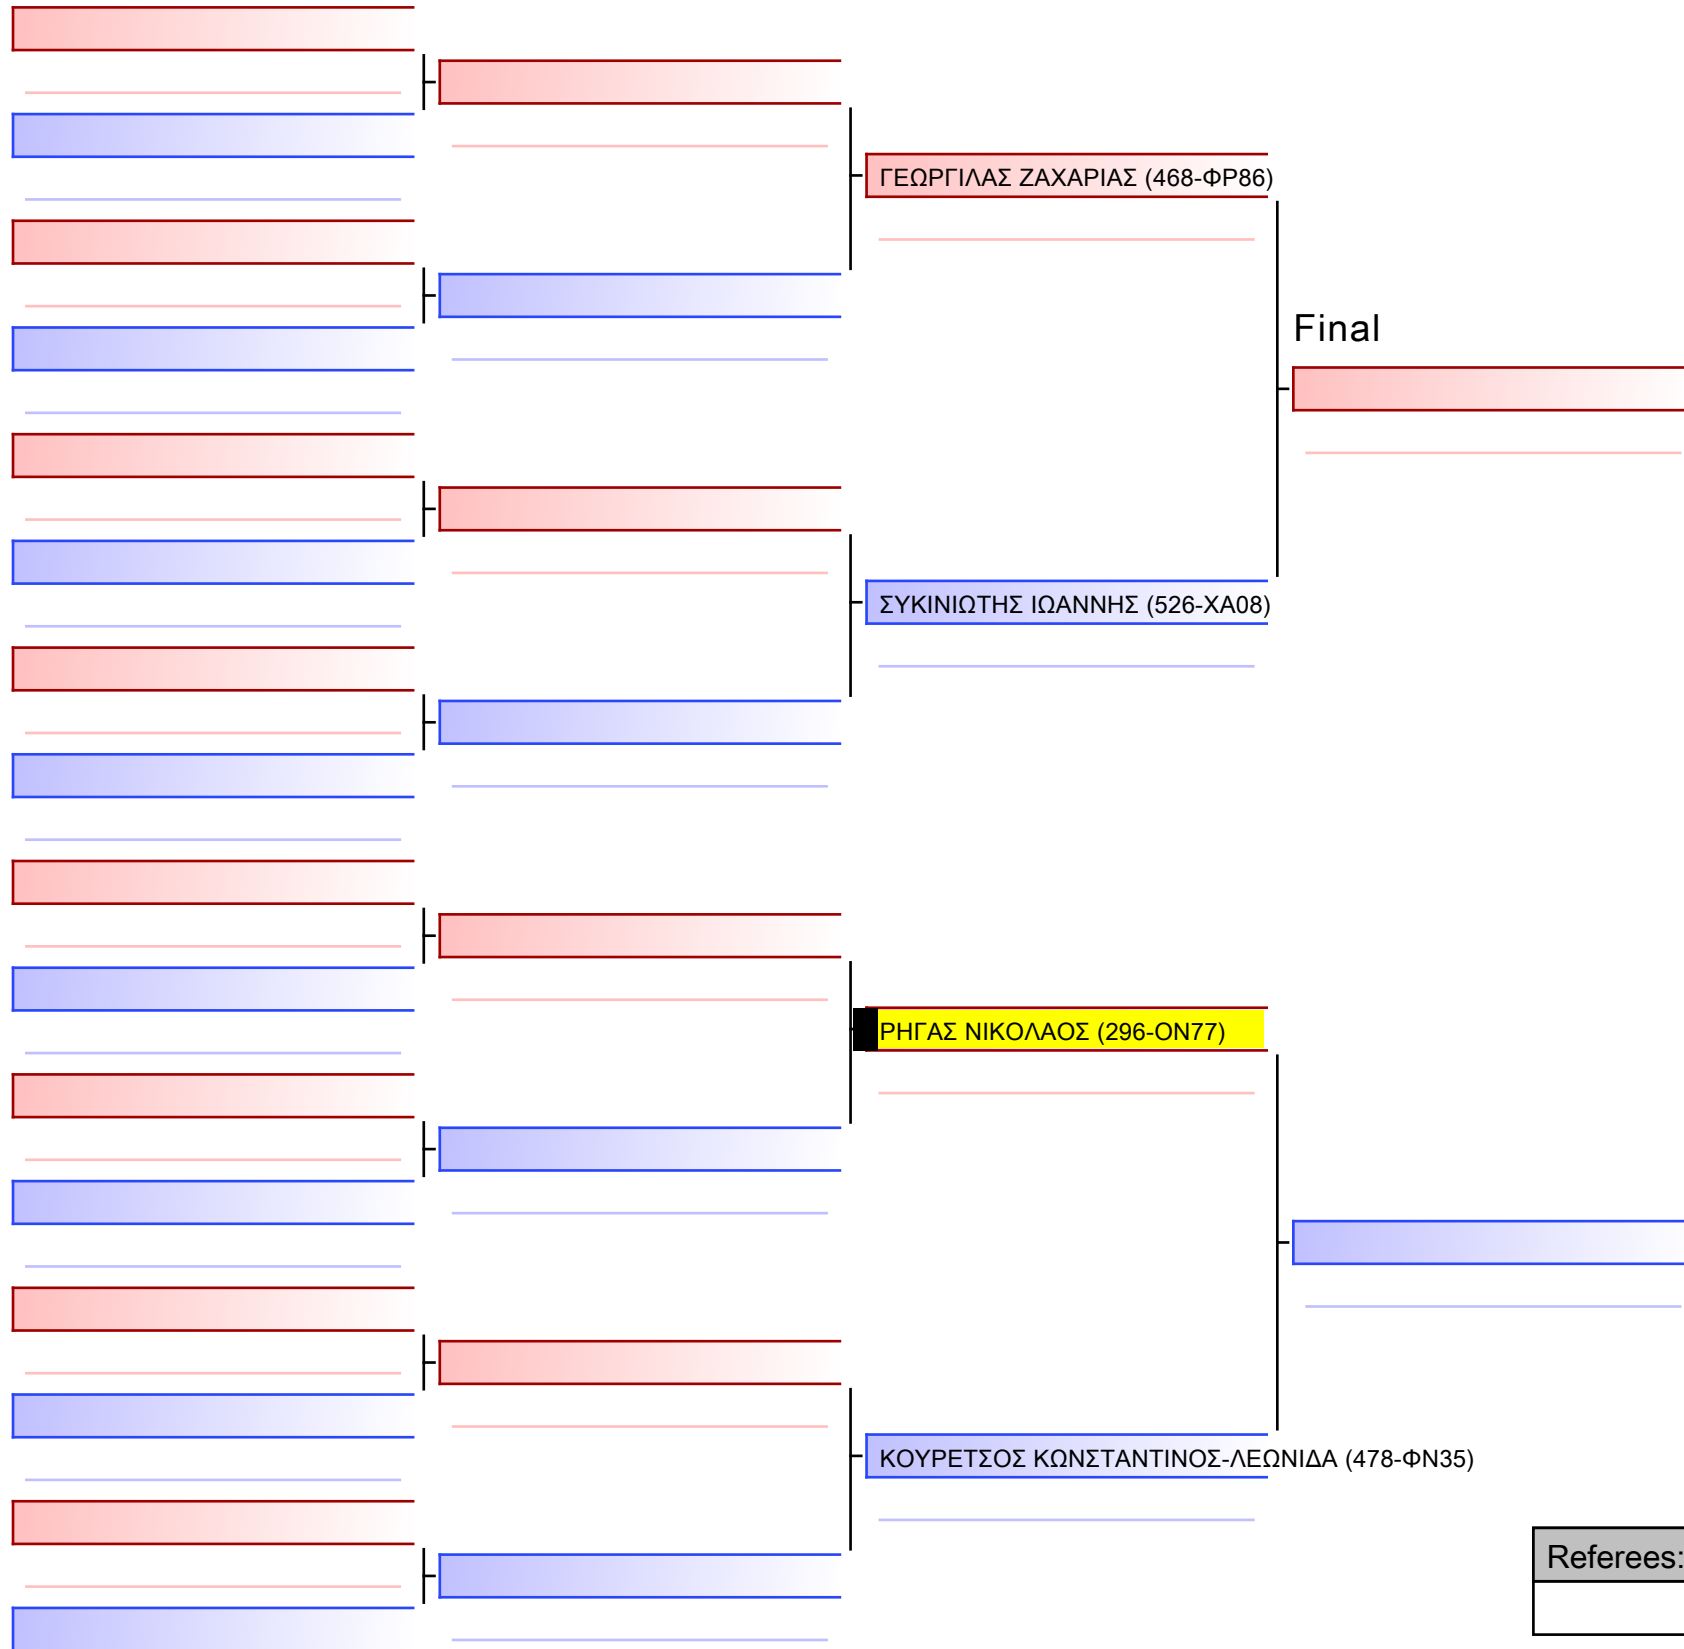 ΓΕΩΡΓΙΛΑΣ ΖΑΧΑΡΙΑΣ (468-ΦΡ86)
Final
ΣΥΚΙΝΙΩΤΗΣ ΙΩΑΝΝΗΣ (526-ΧΑ08)
ΡΗΓΑΣ ΝΙΚΟΛΑΟΣ (296-ΟΝ77)
ΚΟΥΡΕΤΣΟΣ ΚΩΝΣΤΑΝΤΙΝΟΣ-ΛΕΩΝΙΔΑ (478-ΦΝ35)
Referees: